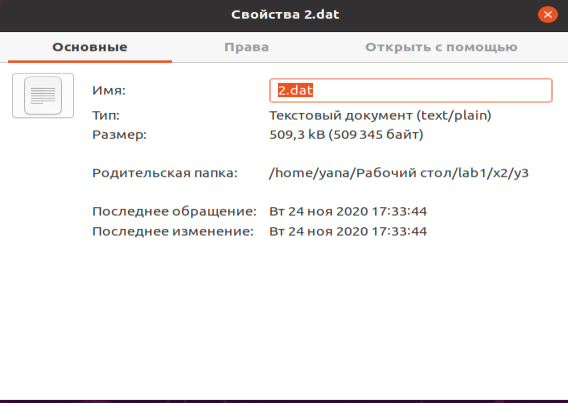 Свойства 2.dat
Основные Права Открыть с помощью
Имя: 2.dat
Тип: Текстовый документ (text/plain)
Размер: 509,3 kB (509 345 байт)
Родительская папка: /home/yana/Рабочий стол/lab1/x2/y3
Последнее обращение: Вт 24 ноя 2020 17:33:44
Последнее изменение: Вт 24 ноя 2020 17:33:44